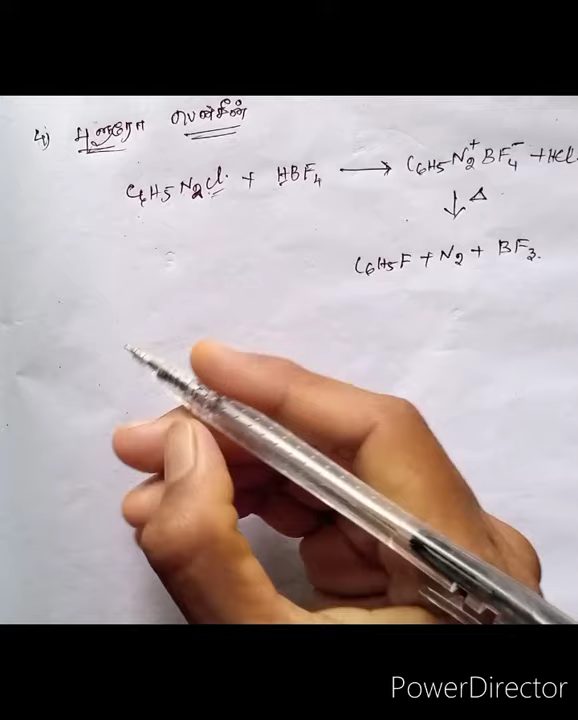 4) புளூரோ பென்சீன்
C6H5N2Cl + HBF4 ⟶ C6H5N2⁺BF4⁻ + HCl.
↓ Δ
C6H5F + N2 + BF3.
PowerDirector